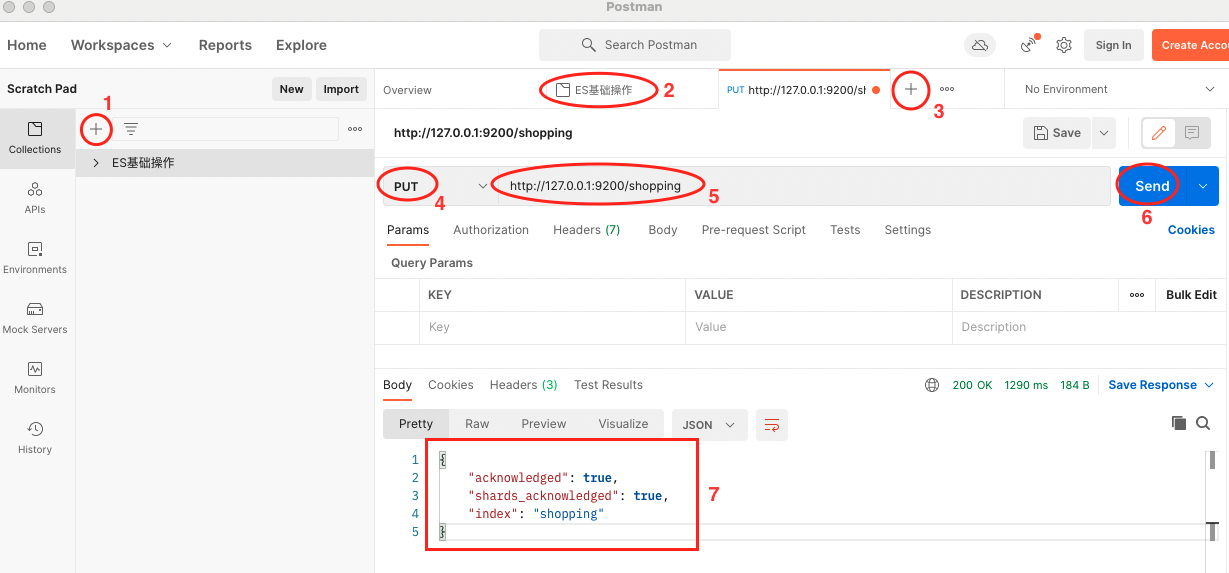 Postman
Home Workspaces Reports Explore Search Postman Sign In Create Accou
Scratch Pad New Import Overview ES基础操作 2 PUT http://127.0.0.1:9200/sh No Environment
1
3
Collections
ES基础操作
http://127.0.0.1:9200/shopping Save
PUT http://127.0.0.1:9200/shopping Send
4 5 6
APIs
Params Authorization Headers (7) Body Pre-request Script Tests Settings Cookies
Environments
Query Params
KEY VALUE DESCRIPTION Bulk Edit
Key Value Description
Mock Servers
Monitors
Body Cookies Headers (3) Test Results 200 OK 1290 ms 184 B Save Response
Pretty Raw Preview Visualize JSON
History
1 {
2 "acknowledged": true,
3 "shards_acknowledged": true,
4 "index": "shopping"
5 }
7